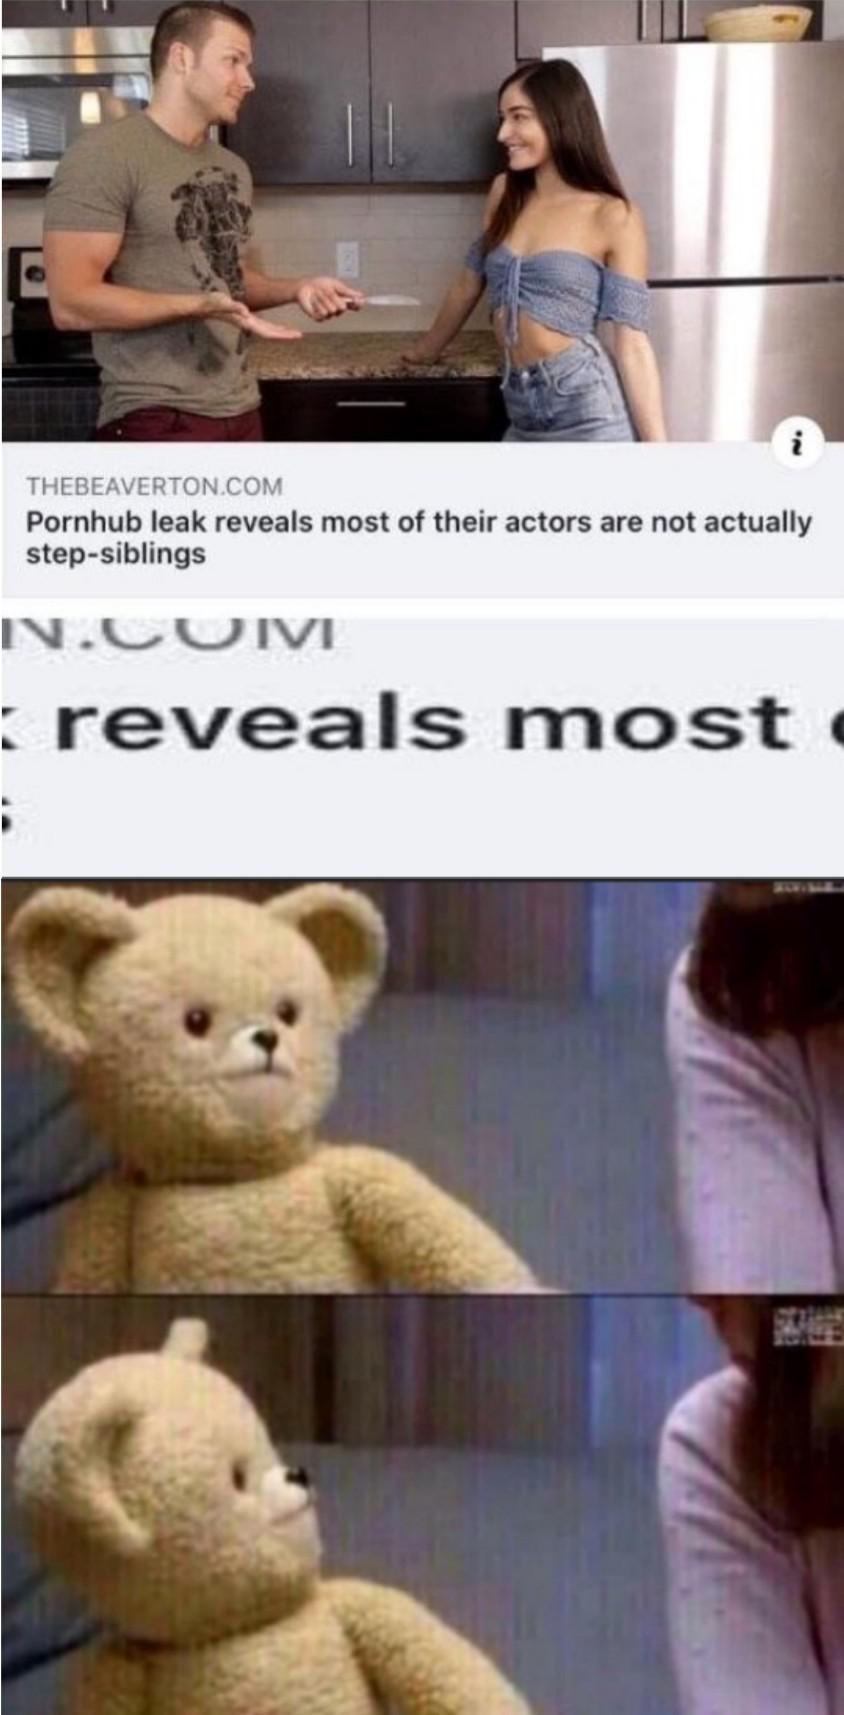 THEBEAVERTON.COM
Pornhub leak reveals most of their actors are not actually
step-siblings
N.COM
reveals most